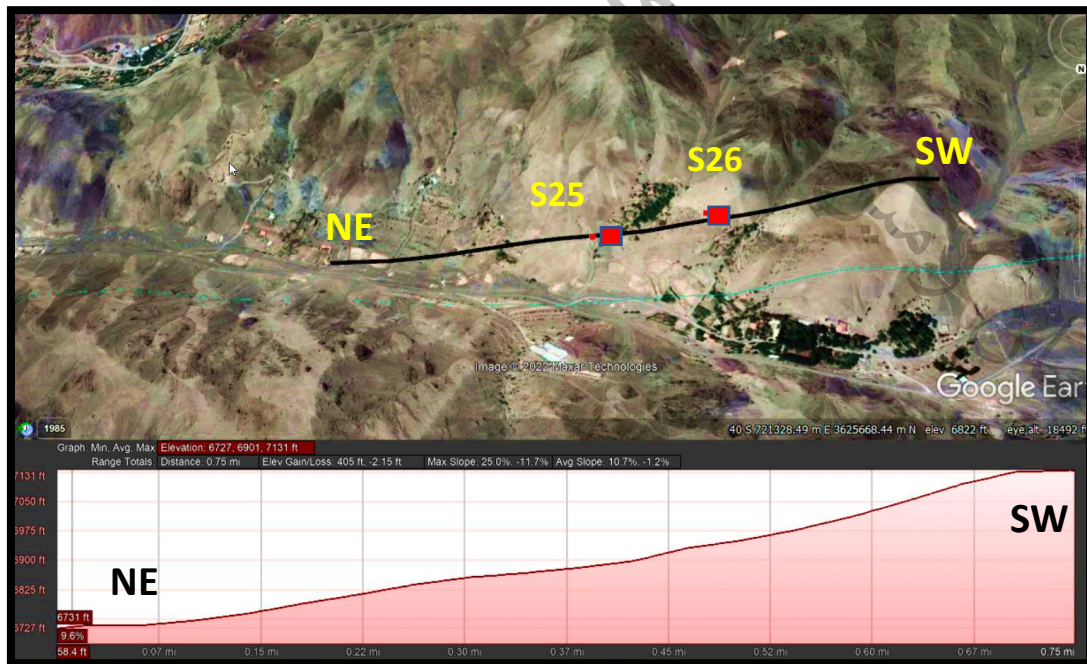 SW
S26
S25
NE
N
Image © 2022 Maxar Technologies
Google Ear
1985
40 S 721328.49 m E 3625668.44 m N elev 6822 ft eye alt 18492 ft
Graph: Min, Avg, Max Elevation: 6727, 6901, 7131 ft
Range Totals: Distance: 0.75 mi Elev Gain/Loss: 405 ft, -2.15 ft Max Slope: 25.0%, -11.7% Avg Slope: 10.7%, -1.2%
7131 ft
7050 ft
6975 ft
6900 ft
6825 ft
6727 ft
SW
NE
6731 ft
9.6%
58.4 ft 0.07 mi 0.15 mi 0.22 mi 0.30 mi 0.37 mi 0.45 mi 0.52 mi 0.60 mi 0.67 mi 0.75 mi